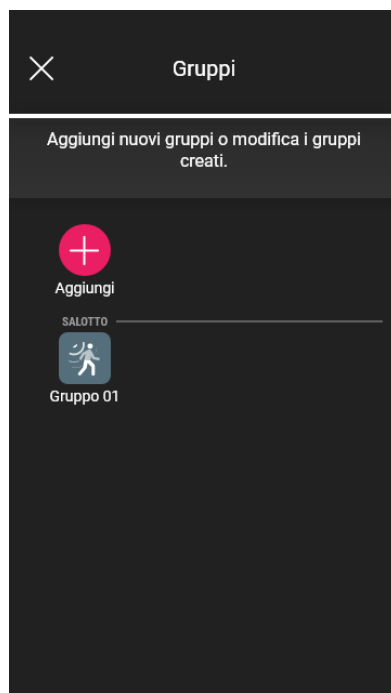 Gruppi
Aggiungi nuovi gruppi o modifica i gruppi
creati.
Aggiungi
SALOTTO
Gruppo 01